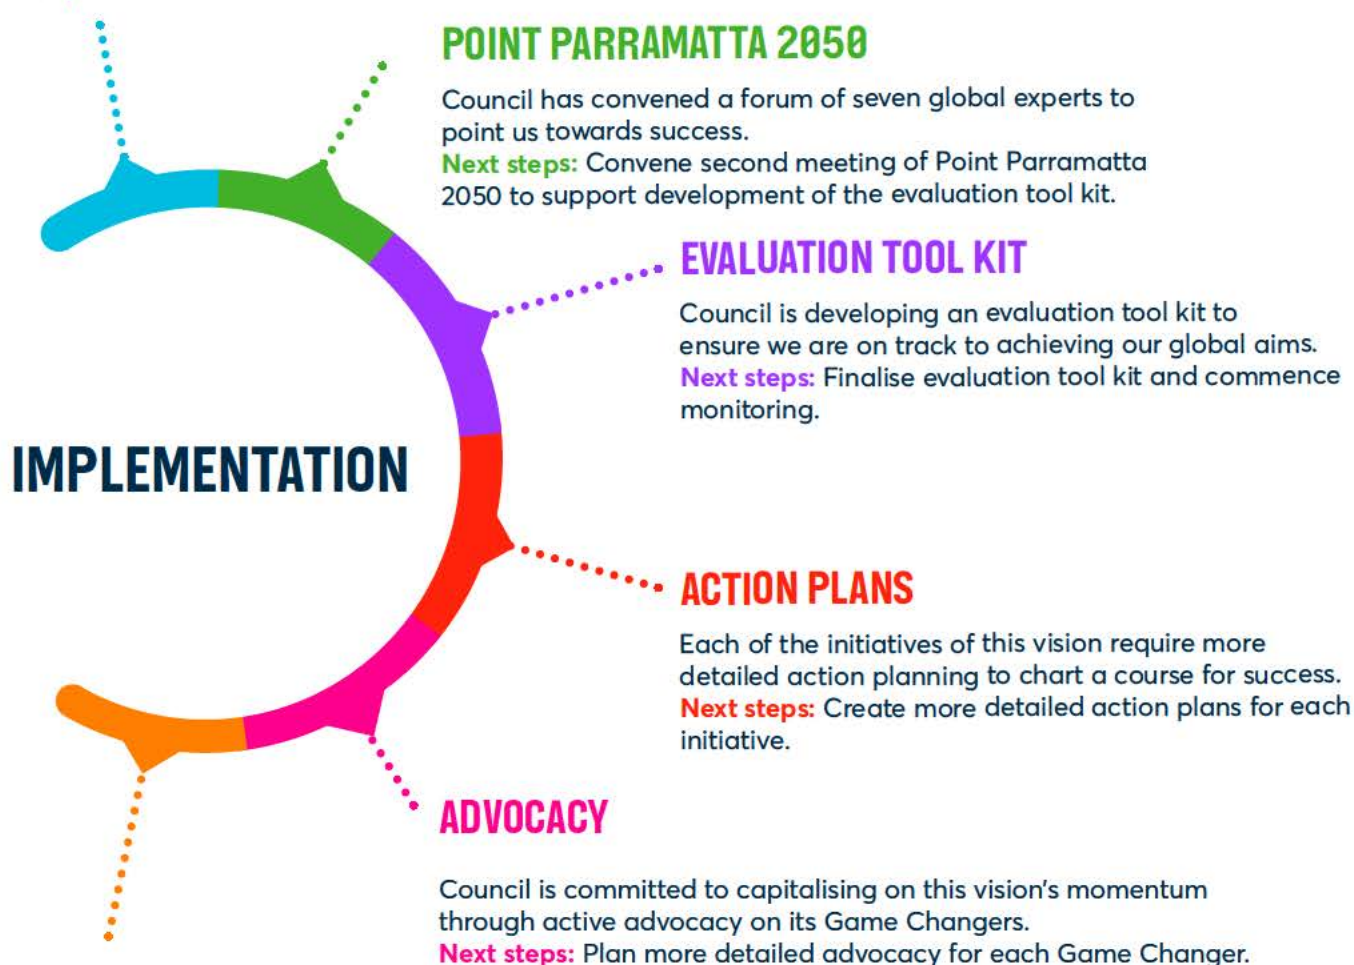 POINT PARRAMATTA 2050
Council has convened a forum of seven global experts to
point us towards success.
Next steps: Convene second meeting of Point Parramatta
2050 to support development of the evaluation tool kit.
EVALUATION TOOL KIT
Council is developing an evaluation tool kit to
ensure we are on track to achieving our global aims.
Next steps: Finalise evaluation tool kit and commence
monitoring.
IMPLEMENTATION
ACTION PLANS
Each of the initiatives of this vision require more
detailed action planning to chart a course for success.
Next steps: Create more detailed action plans for each
initiative.
ADVOCACY
Council is committed to capitalising on this vision's momentum
through active advocacy on its Game Changers.
Next steps: Plan more detailed advocacy for each Game Changer.